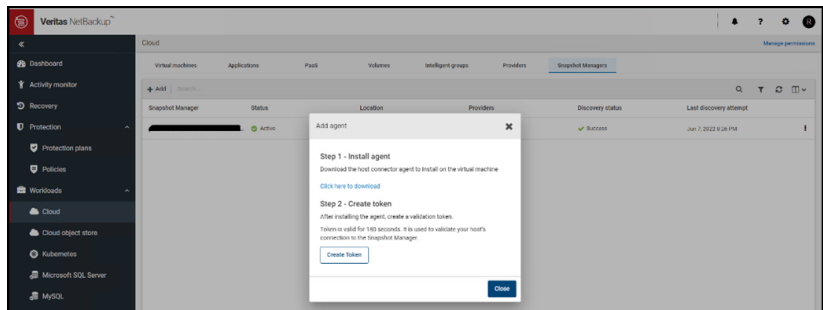 Veritas NetBackup™
?
R
«
Cloud
Manage permissions
Dashboard
Activity monitor
Recovery
Protection
Protection plans
Policies
Workloads
Cloud
Cloud object store
Kubernetes
Microsoft SQL Server
MySQL
Virtual machines
Applications
PaaS
Volumes
Intelligent groups
Providers
Snapshot Managers
+ Add
Search...
Snapshot Manager
Status
Location
Providers
Discovery status
Last discovery attempt
Active
Success
Jun 7, 2022 8:26 PM
Add agent
Step 1 - Install agent
Download the host connector agent to install on the virtual machine
Click here to download
Step 2 - Create token
After installing the agent, create a validation token.
Token is valid for 180 seconds. It is used to validate your host's
connection to the Snapshot Manager.
Create Token
Close